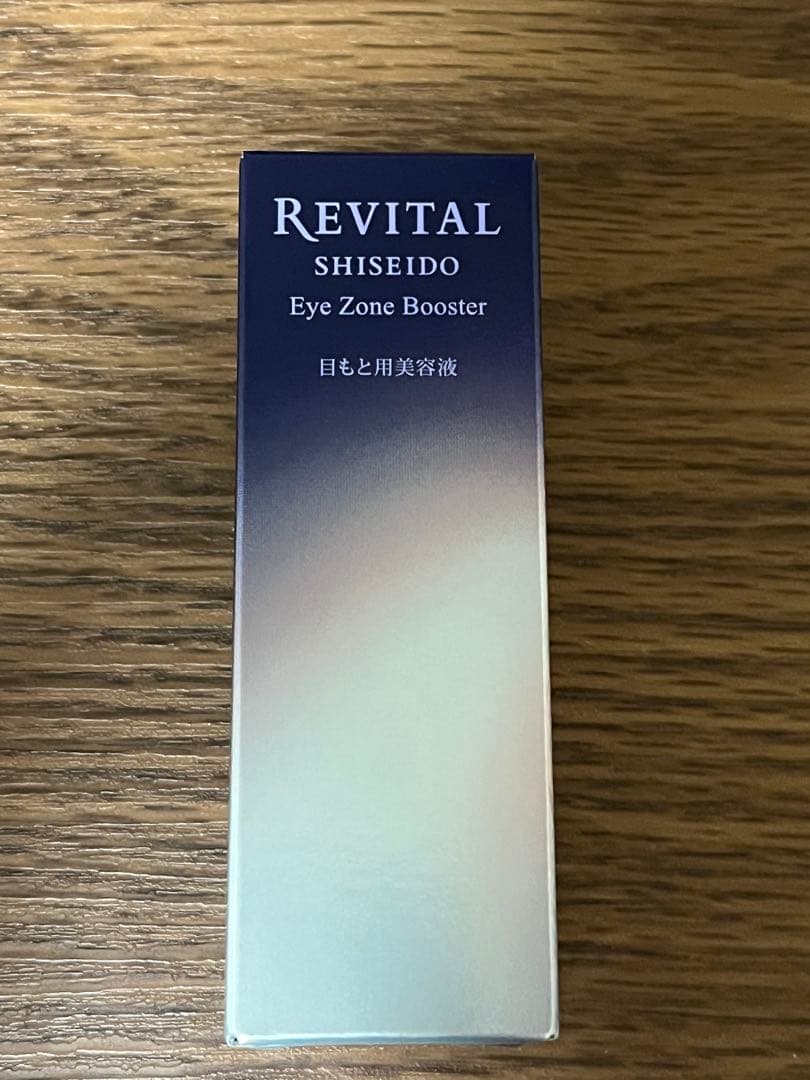 REVITAL
SHISEIDO
Eye Zone Booster
目もと用美容液